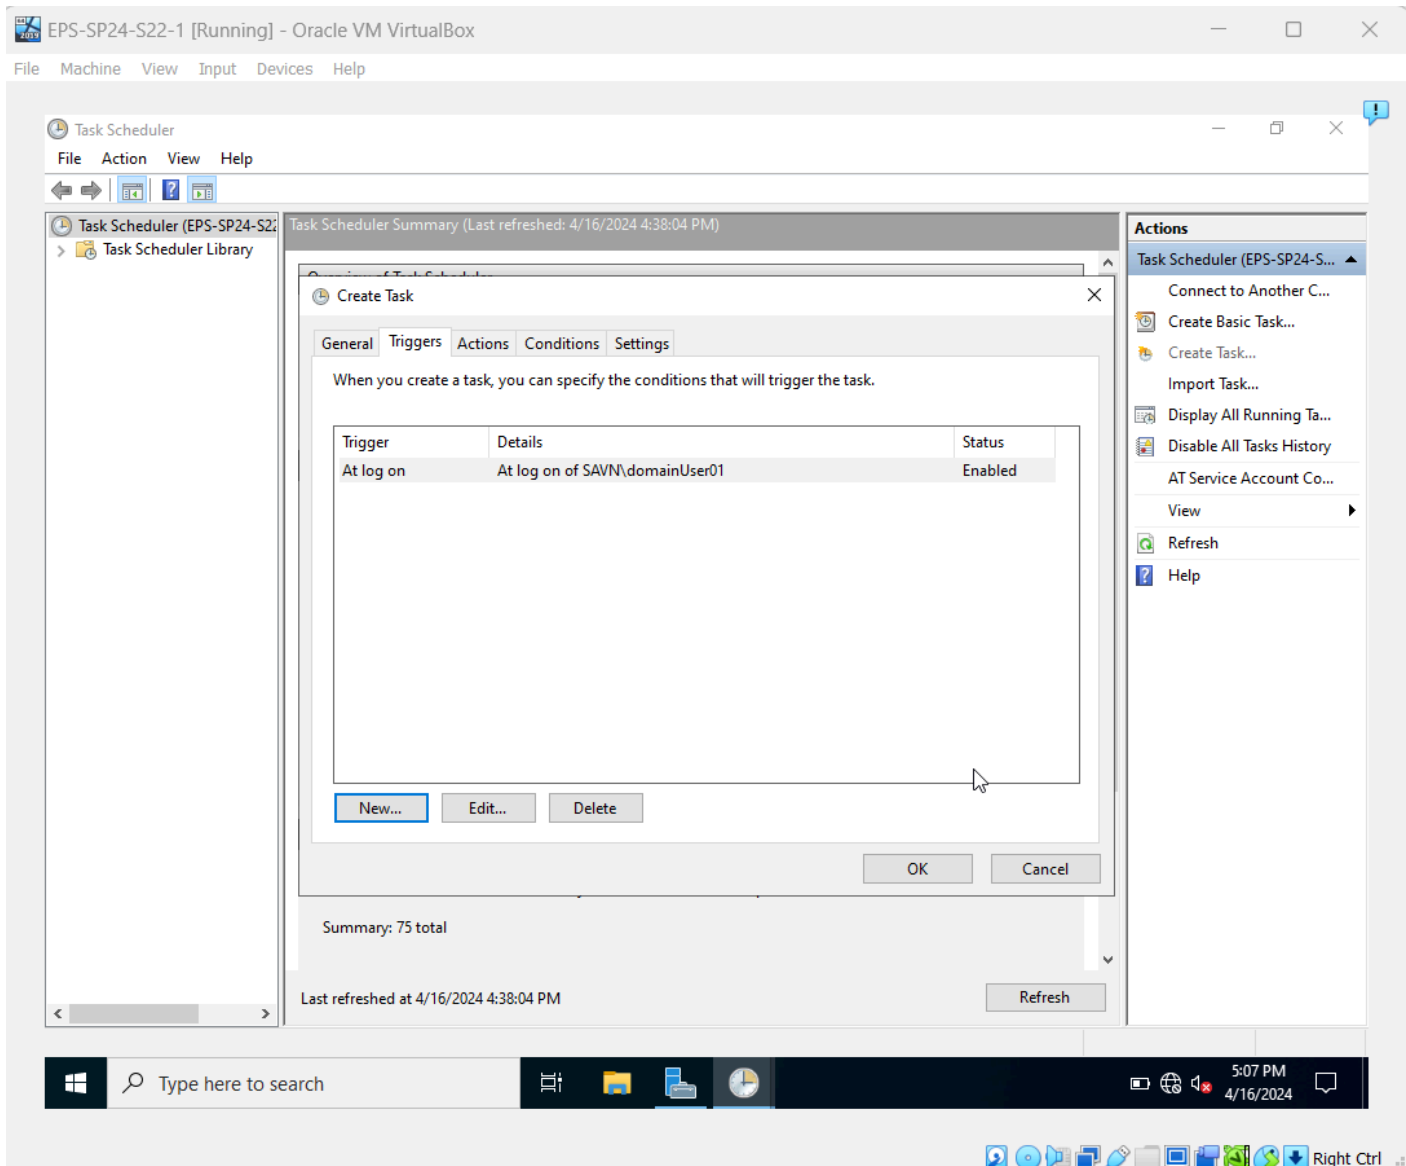 EPS-SP24-S22-1 [Running] - Oracle VM VirtualBox
File Machine View Input Devices Help
Task Scheduler
File Action View Help
Task Scheduler (EPS-SP24-S22
Task Scheduler Library
Task Scheduler Summary (Last refreshed: 4/16/2024 4:38:04 PM)
Overview of Task Scheduler
Create Task
General Triggers Actions Conditions Settings
When you create a task, you can specify the conditions that will trigger the task.
Trigger Details Status
At log on At log on of SAVN\domainUser01 Enabled
New... Edit... Delete
OK Cancel
Summary: 75 total
Last refreshed at 4/16/2024 4:38:04 PM Refresh
Actions
Task Scheduler (EPS-SP24-S...
Connect to Another C...
Create Basic Task...
Create Task...
Import Task...
Display All Running Ta...
Disable All Tasks History
AT Service Account Co...
View
Refresh
Help
Type here to search
5:07 PM
4/16/2024
Right Ctrl